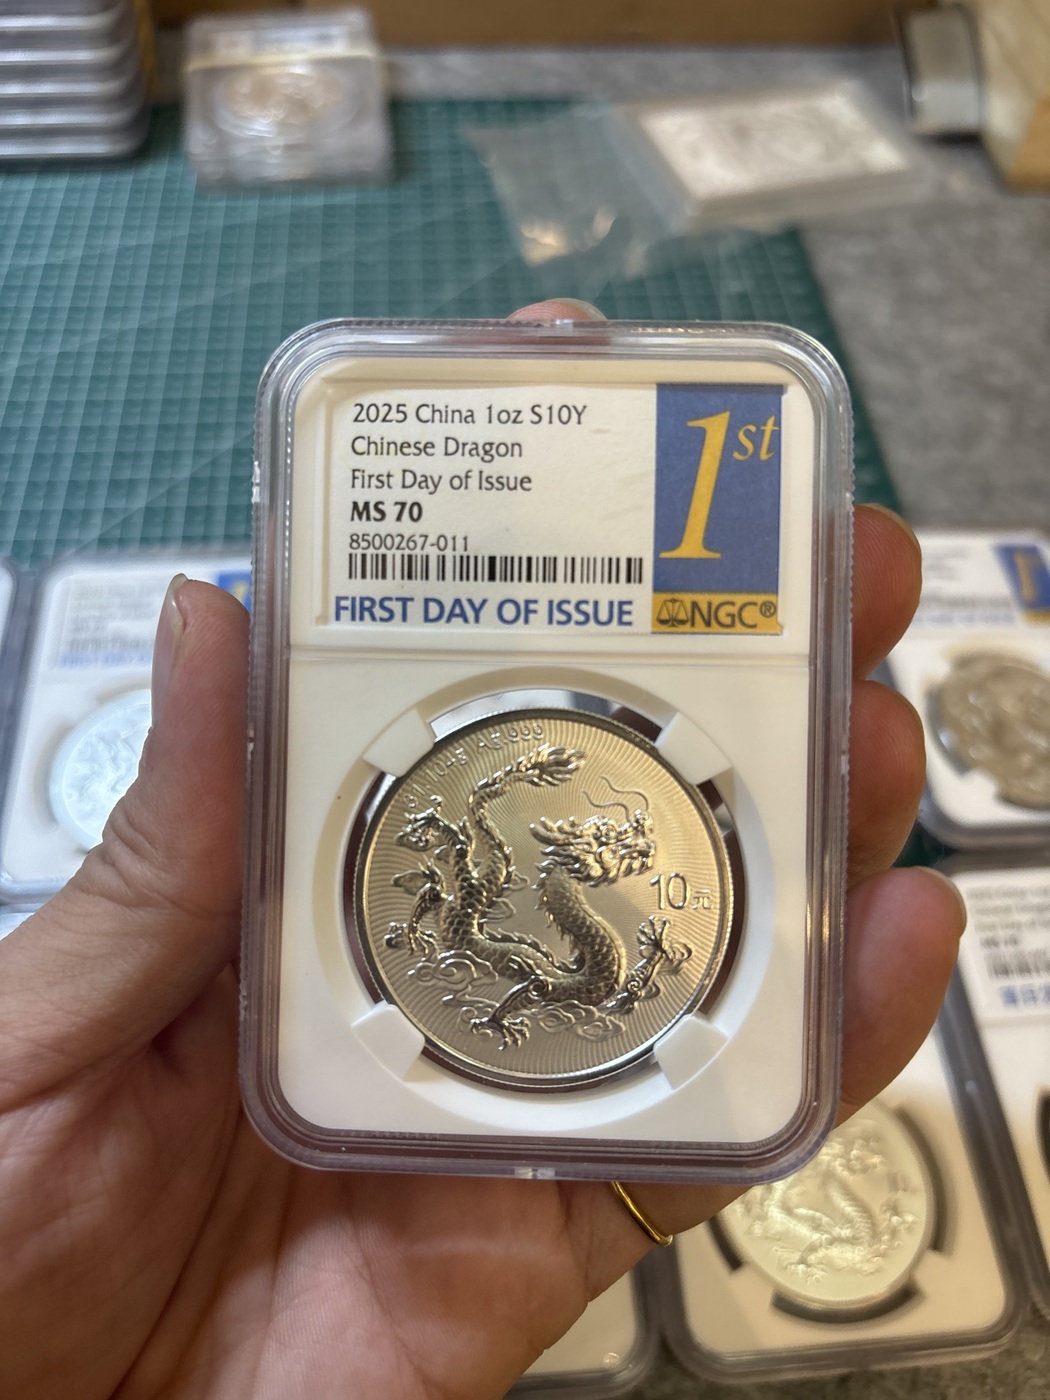 2025 China 1oz S10Y
Chinese Dragon
First Day of Issue
MS 70
8500267-011
FIRST DAY OF ISSUE
1st
NGC®
Ag999
10元